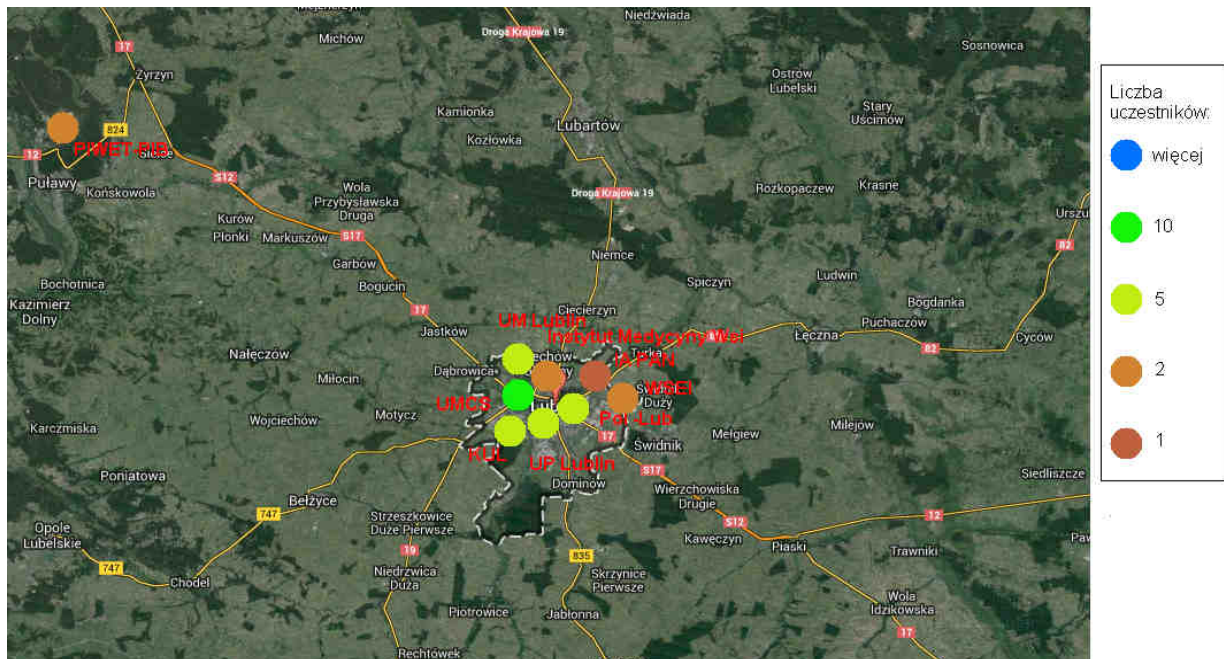 Niedźwiada
Michów
Droga Krajowa 19
Sosnowica
17
Żyrzyn
Ostrów
Lubelski
Kamionka
Stary
Uścimów
Lubartów
824
Kozłówka
PIWET-PIB
12
Sielce
Puławy
Końskowola
S12
Wola
Przybysławska
Druga
Droga Krajowa 19
Rozkopaczew
Krasne
Kurów
Płonki
Markuszów
S17
82
Garbów
Niemce
Bogucin
Spiczyn
Ludwin
Bochotnica
Kazimierz
Dolny
Bogdanka
17
Ciecierzyn
Puchaczów
UM Lublin
Jastków
Instytut Medycyny Wsi
Łęczna
82
Cyców
Nałęczów
Dąbrowica
IA PAN
Miłocin
WSEI
UMCS
Motycz
Wojciechów
Pol-Lub
Karczmiska
17
Mełgiew
Milejów
KUL
Świdnik
UP Lublin
Poniatowa
S17
Siedliszcze
Dominów
Bełżyce
Wierzchowiska
Drugie
747
Strzeszkowice
Duże Pierwsze
S12
12
Opole
Lubelskie
Kawęczyn
Piaski
19
835
Trawniki
747
Chodel
Niedrzwica
Duża
Skrzynice
Pierwsze
Piotrowice
Jabłonna
Wola
Idzikowska
17
Rechtówek
Liczba
uczestników:
więcej
10
5
2
1